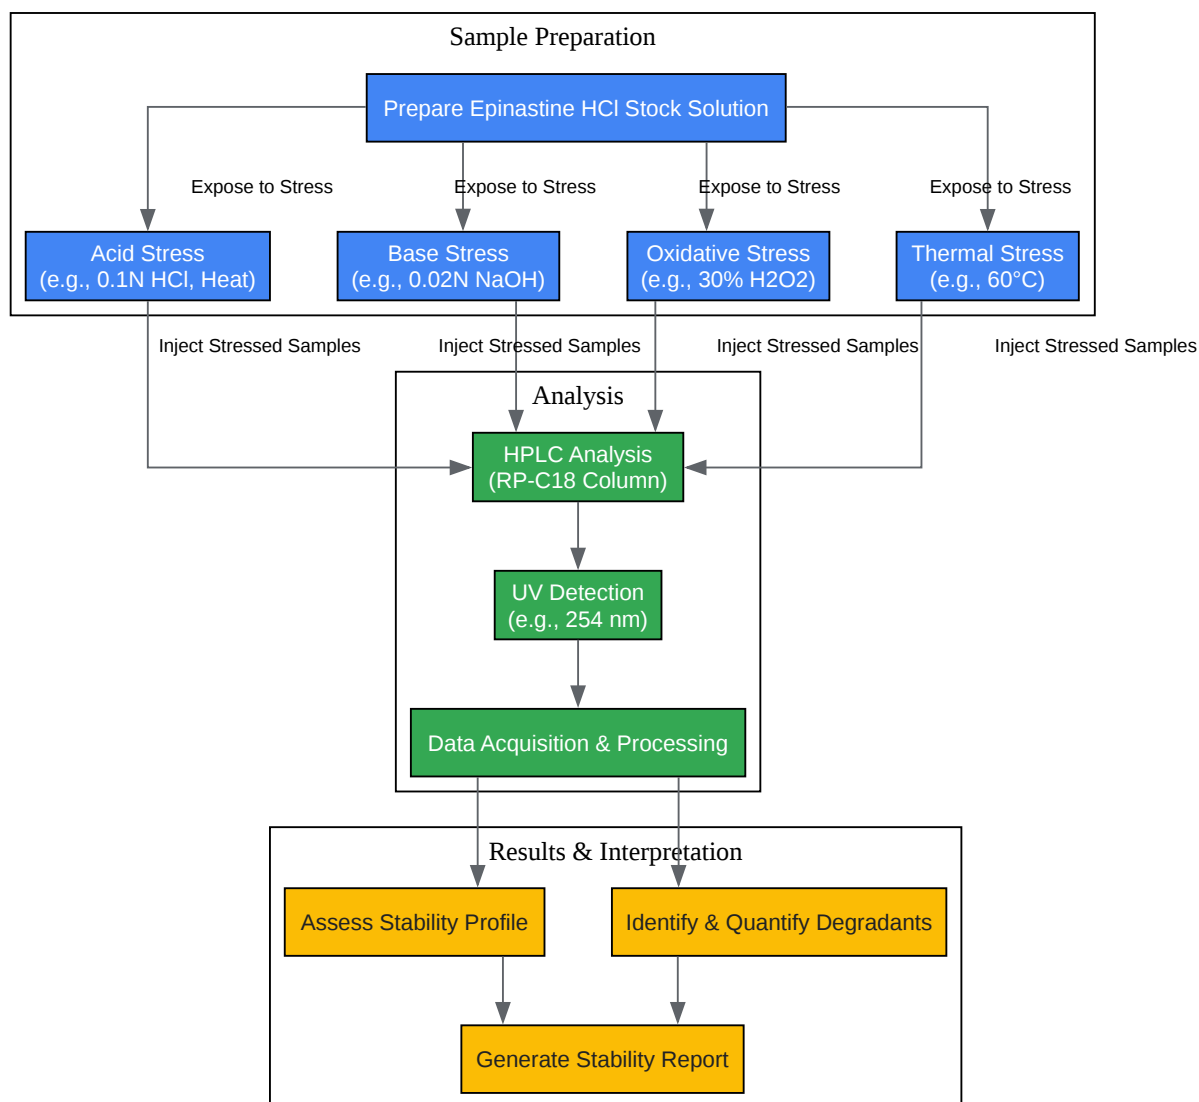 Sample Preparation
Prepare Epinastine HCl Stock Solution
Expose to Stress
Expose to Stress
Expose to Stress
Expose to Stress
Acid Stress
(e.g., 0.1N HCl, Heat)
Base Stress
(e.g., 0.02N NaOH)
Oxidative Stress
(e.g., 30% H2O2)
Thermal Stress
(e.g., 60°C)
Inject Stressed Samples
Inject Stressed Samples
Inject Stressed Samples
Inject Stressed Samples
Analysis
HPLC Analysis
(RP-C18 Column)
UV Detection
(e.g., 254 nm)
Data Acquisition & Processing
Results & Interpretation
Assess Stability Profile
Identify & Quantify Degradants
Generate Stability Report